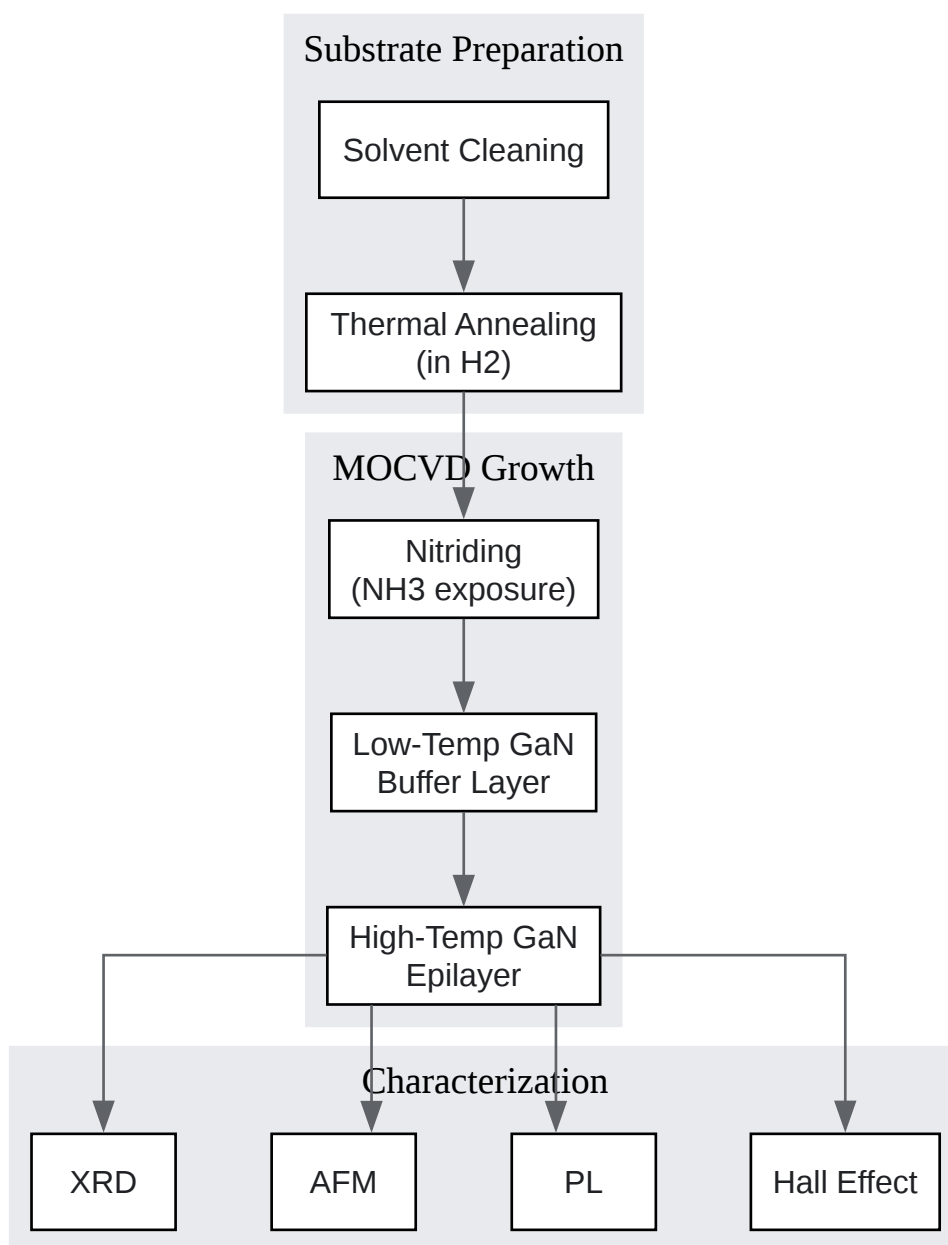 Substrate Preparation
Solvent Cleaning
Thermal Annealing
(in H2)
MOCVD Growth
Nitriding
(NH3 exposure)
Low-Temp GaN
Buffer Layer
High-Temp GaN
Epilayer
Characterization
XRD
AFM
PL
Hall Effect